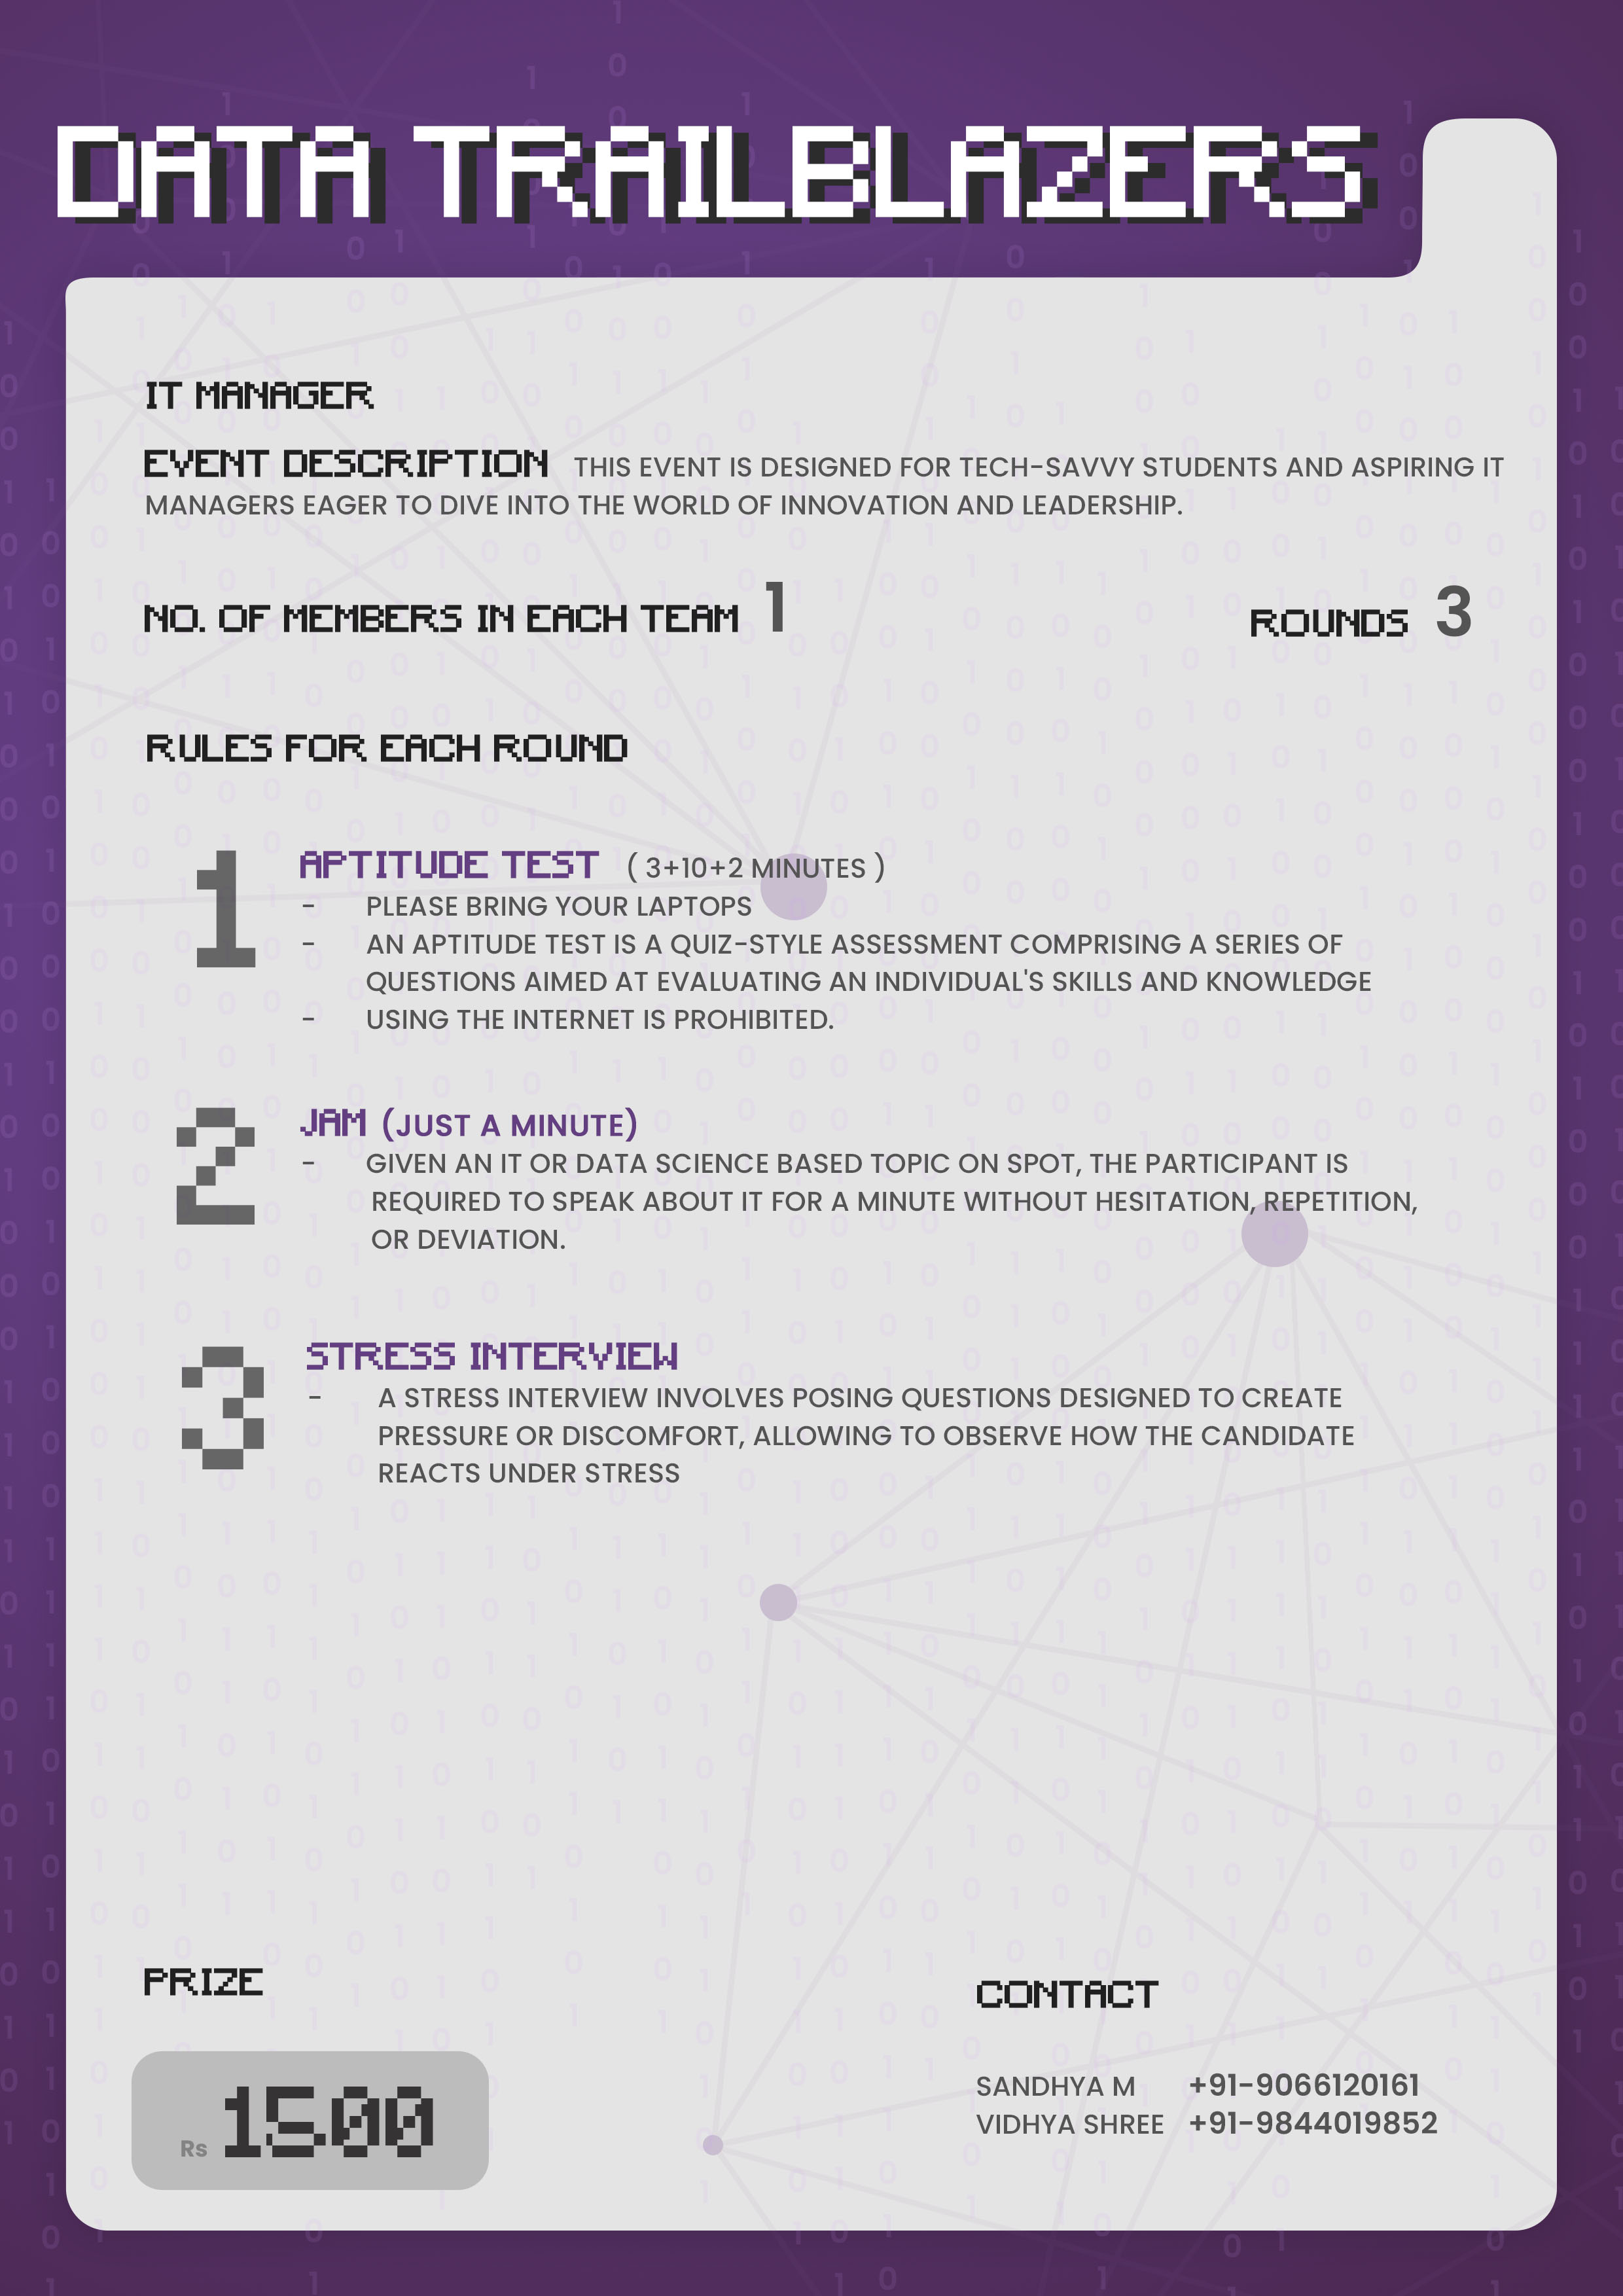 DATA TRAILBLAZERS
IT MANAGER
EVENT DESCRIPTION THIS EVENT IS DESIGNED FOR TECH-SAVVY STUDENTS AND ASPIRING IT
MANAGERS EAGER TO DIVE INTO THE WORLD OF INNOVATION AND LEADERSHIP.
NO. OF MEMBERS IN EACH TEAM 1
ROUNDS 3
RULES FOR EACH ROUND
1
APTITUDE TEST ( 3+10+2 MINUTES )
- PLEASE BRING YOUR LAPTOPS
- AN APTITUDE TEST IS A QUIZ-STYLE ASSESSMENT COMPRISING A SERIES OF
QUESTIONS AIMED AT EVALUATING AN INDIVIDUAL'S SKILLS AND KNOWLEDGE
- USING THE INTERNET IS PROHIBITED.
2
JAM (JUST A MINUTE)
- GIVEN AN IT OR DATA SCIENCE BASED TOPIC ON SPOT, THE PARTICIPANT IS
REQUIRED TO SPEAK ABOUT IT FOR A MINUTE WITHOUT HESITATION, REPETITION,
OR DEVIATION.
3
STRESS INTERVIEW
- A STRESS INTERVIEW INVOLVES POSING QUESTIONS DESIGNED TO CREATE
PRESSURE OR DISCOMFORT, ALLOWING TO OBSERVE HOW THE CANDIDATE
REACTS UNDER STRESS
PRIZE
Rs 1500
CONTACT
SANDHYA M +91-9066120161
VIDHYA SHREE +91-9844019852